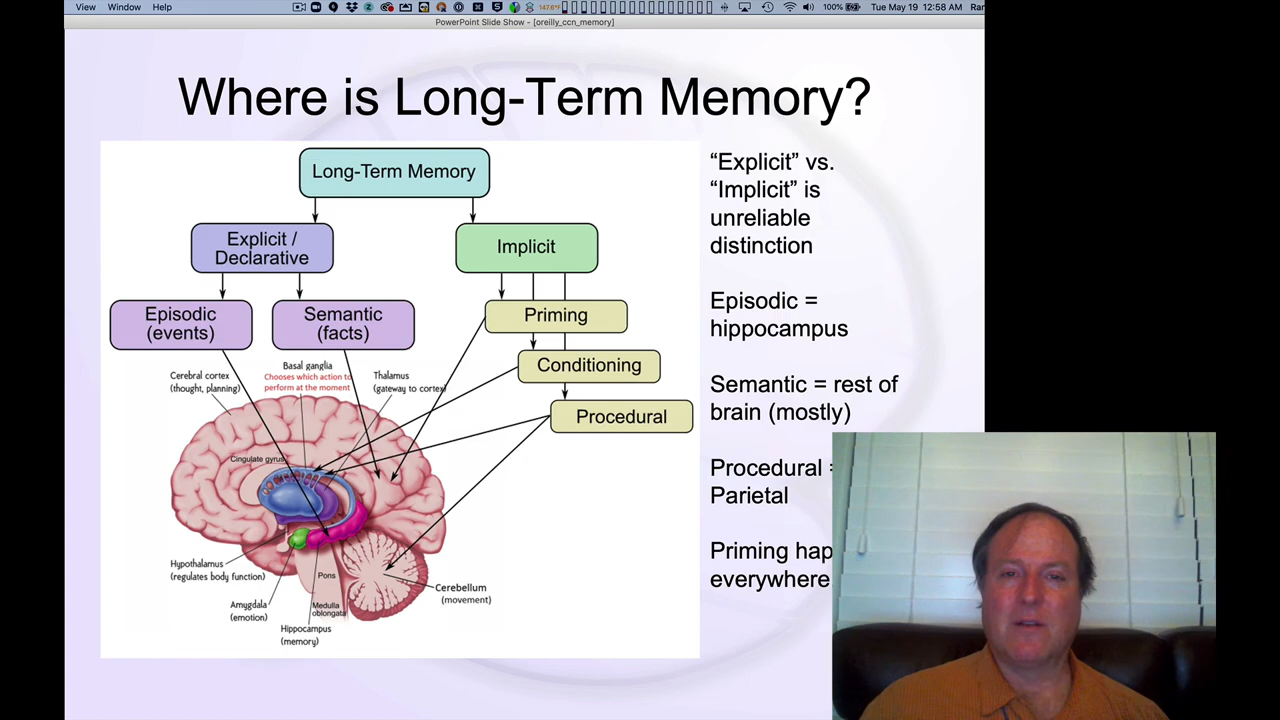 View Window Help
147.6°F
100%
Tue May 19 12:58 AM Ran
PowerPoint Slide Show - [oreilly_ccn_memory]
Where is Long-Term Memory?
Long-Term Memory
Explicit /
Declarative
Implicit
Episodic
(events)
Semantic
(facts)
Priming
Conditioning
Procedural
Cerebral cortex
(thought, planning)
Basal ganglia
Chooses which action to
perform at the moment
Thalamus
(gateway to cortex)
Cingulate gyrus
Hypothalamus
(regulates body function)
Pons
Amygdala
(emotion)
Medulla
oblongata
Hippocampus
(memory)
Cerebellum
(movement)
“Explicit” vs.
“Implicit” is
unreliable
distinction
Episodic =
hippocampus
Semantic = rest of
brain (mostly)
Procedural =
Parietal
Priming hap
everywhere